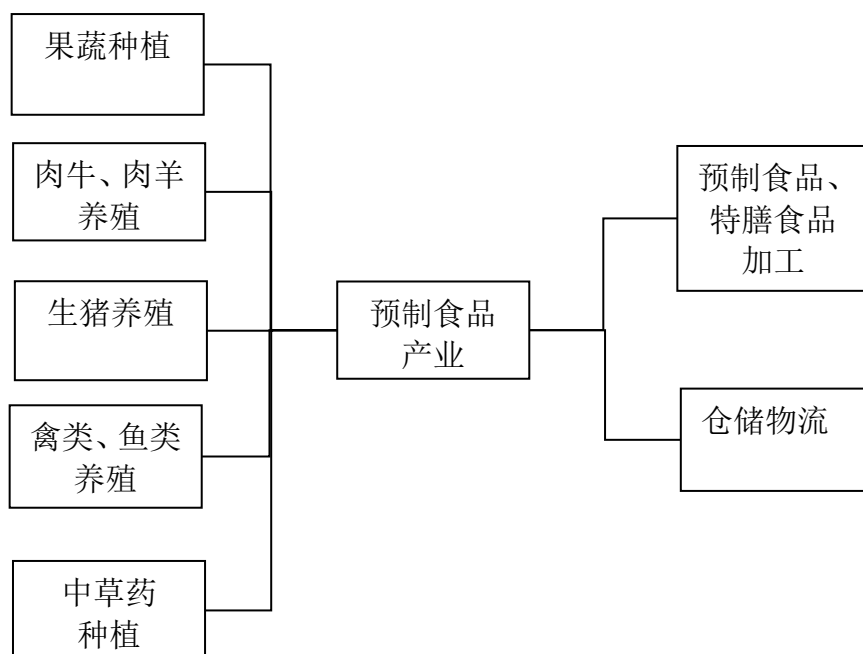 果蔬种植
肉牛、肉羊
养殖
生猪养殖
禽类、鱼类
养殖
中草药
种植
预制食品
产业
预制食品、
特膳食品
加工
仓储物流